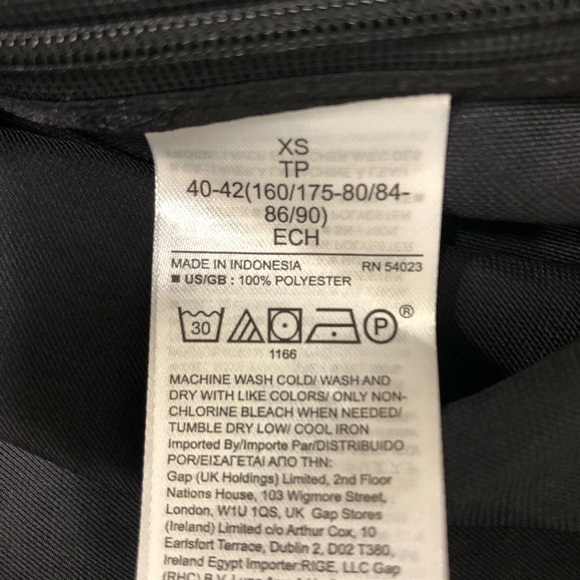 XS
TP
40-42(160/175-80/84-
86/90)
ECH
MADE IN INDONESIA RN 54023
US/GB : 100% POLYESTER
30 P ®
1166
MACHINE WASH COLD/ WASH AND
DRY WITH LIKE COLORS/ ONLY NON-
CHLORINE BLEACH WHEN NEEDED/
TUMBLE DRY LOW/ COOL IRON
Imported By/Importe Par/DISTRIBUIDO
POR/ΕΙΣΑΓΕΤΑΙ ΑΠΟ ΤΗΝ:
Gap (UK Holdings) Limited, 2nd Floor
Nations House, 103 Wigmore Street,
London, W1U 1QS, UK Gap Stores
(Ireland) Limited c/o Arthur Cox, 10
Earlsfort Terrace, Dublin 2, D02 T380,
Ireland Egypt Importer:RIGE, LLC Gap
(RHC) B.V.